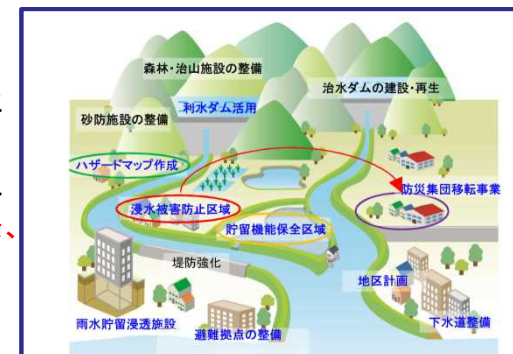 森林・治山施設の整備
治水ダムの建設・再生
利水ダム活用
砂防施設の整備
ハザードマップ作成
防災集団移転事業
浸水被害防止区域
貯留機能保全区域
堤防強化
地区計画
雨水貯留浸透施設
避難拠点の整備
下水道整備